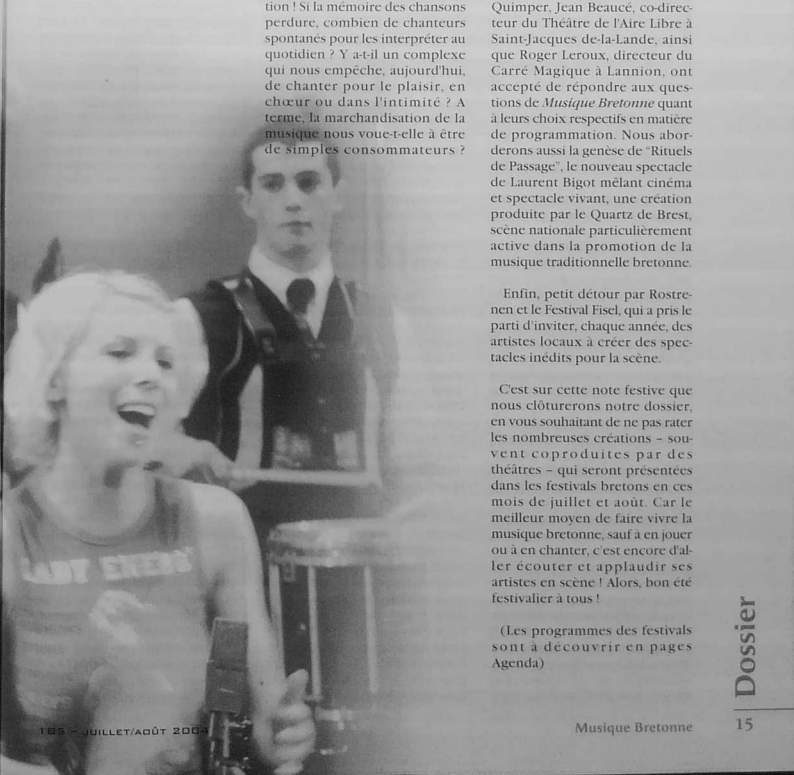 tion ! Si la mémoire des chansons
perdure, combien de chanteurs
spontanés pour les interpréter au
quotidien ? Y a-t-il un complexe
qui nous empêche, aujourd'hui,
de chanter pour le plaisir, en
chœur ou dans l'intimité ? A
terme, la marchandisation de la
musique nous voue-t-elle à être
de simples consommateurs ?
Quimper, Jean Beaucé, co-direc-
teur du Théâtre de l'Aire Libre à
Saint-Jacques de-la-Lande, ainsi
que Roger Leroux, directeur du
Carré Magique à Lannion, ont
accepté de répondre aux ques-
tions de Musique Bretonne quant
à leurs choix respectifs en matière
de programmation. Nous abor-
derons aussi la genèse de "Rituels
de Passage", le nouveau spectacle
de Laurent Bigot mêlant cinéma
et spectacle vivant, une création
produite par le Quartz de Brest,
scène nationale particulièrement
active dans la promotion de la
musique traditionnelle bretonne.
Enfin, petit détour par Rostre-
nen et le Festival Fisel, qui a pris le
parti d'inviter, chaque année, des
artistes locaux à créer des spec-
tacles inédits pour la scène.
C'est sur cette note festive que
nous clôturerons notre dossier,
en vous souhaitant de ne pas rater
les nombreuses créations – sou-
vent coproduites par des
théâtres – qui seront présentées
dans les festivals bretons en ces
mois de juillet et août. Car le
meilleur moyen de faire vivre la
musique bretonne, sauf à en jouer
ou à en chanter, c'est encore d'al-
ler écouter et applaudir ses
artistes en scène ! Alors, bon été
festivalier à tous !
(Les programmes des festivals
sont à découvrir en pages
Agenda)
LADY ENERGY
Dossier
185 - JUILLET/AOÛT 2004
Musique Bretonne
15